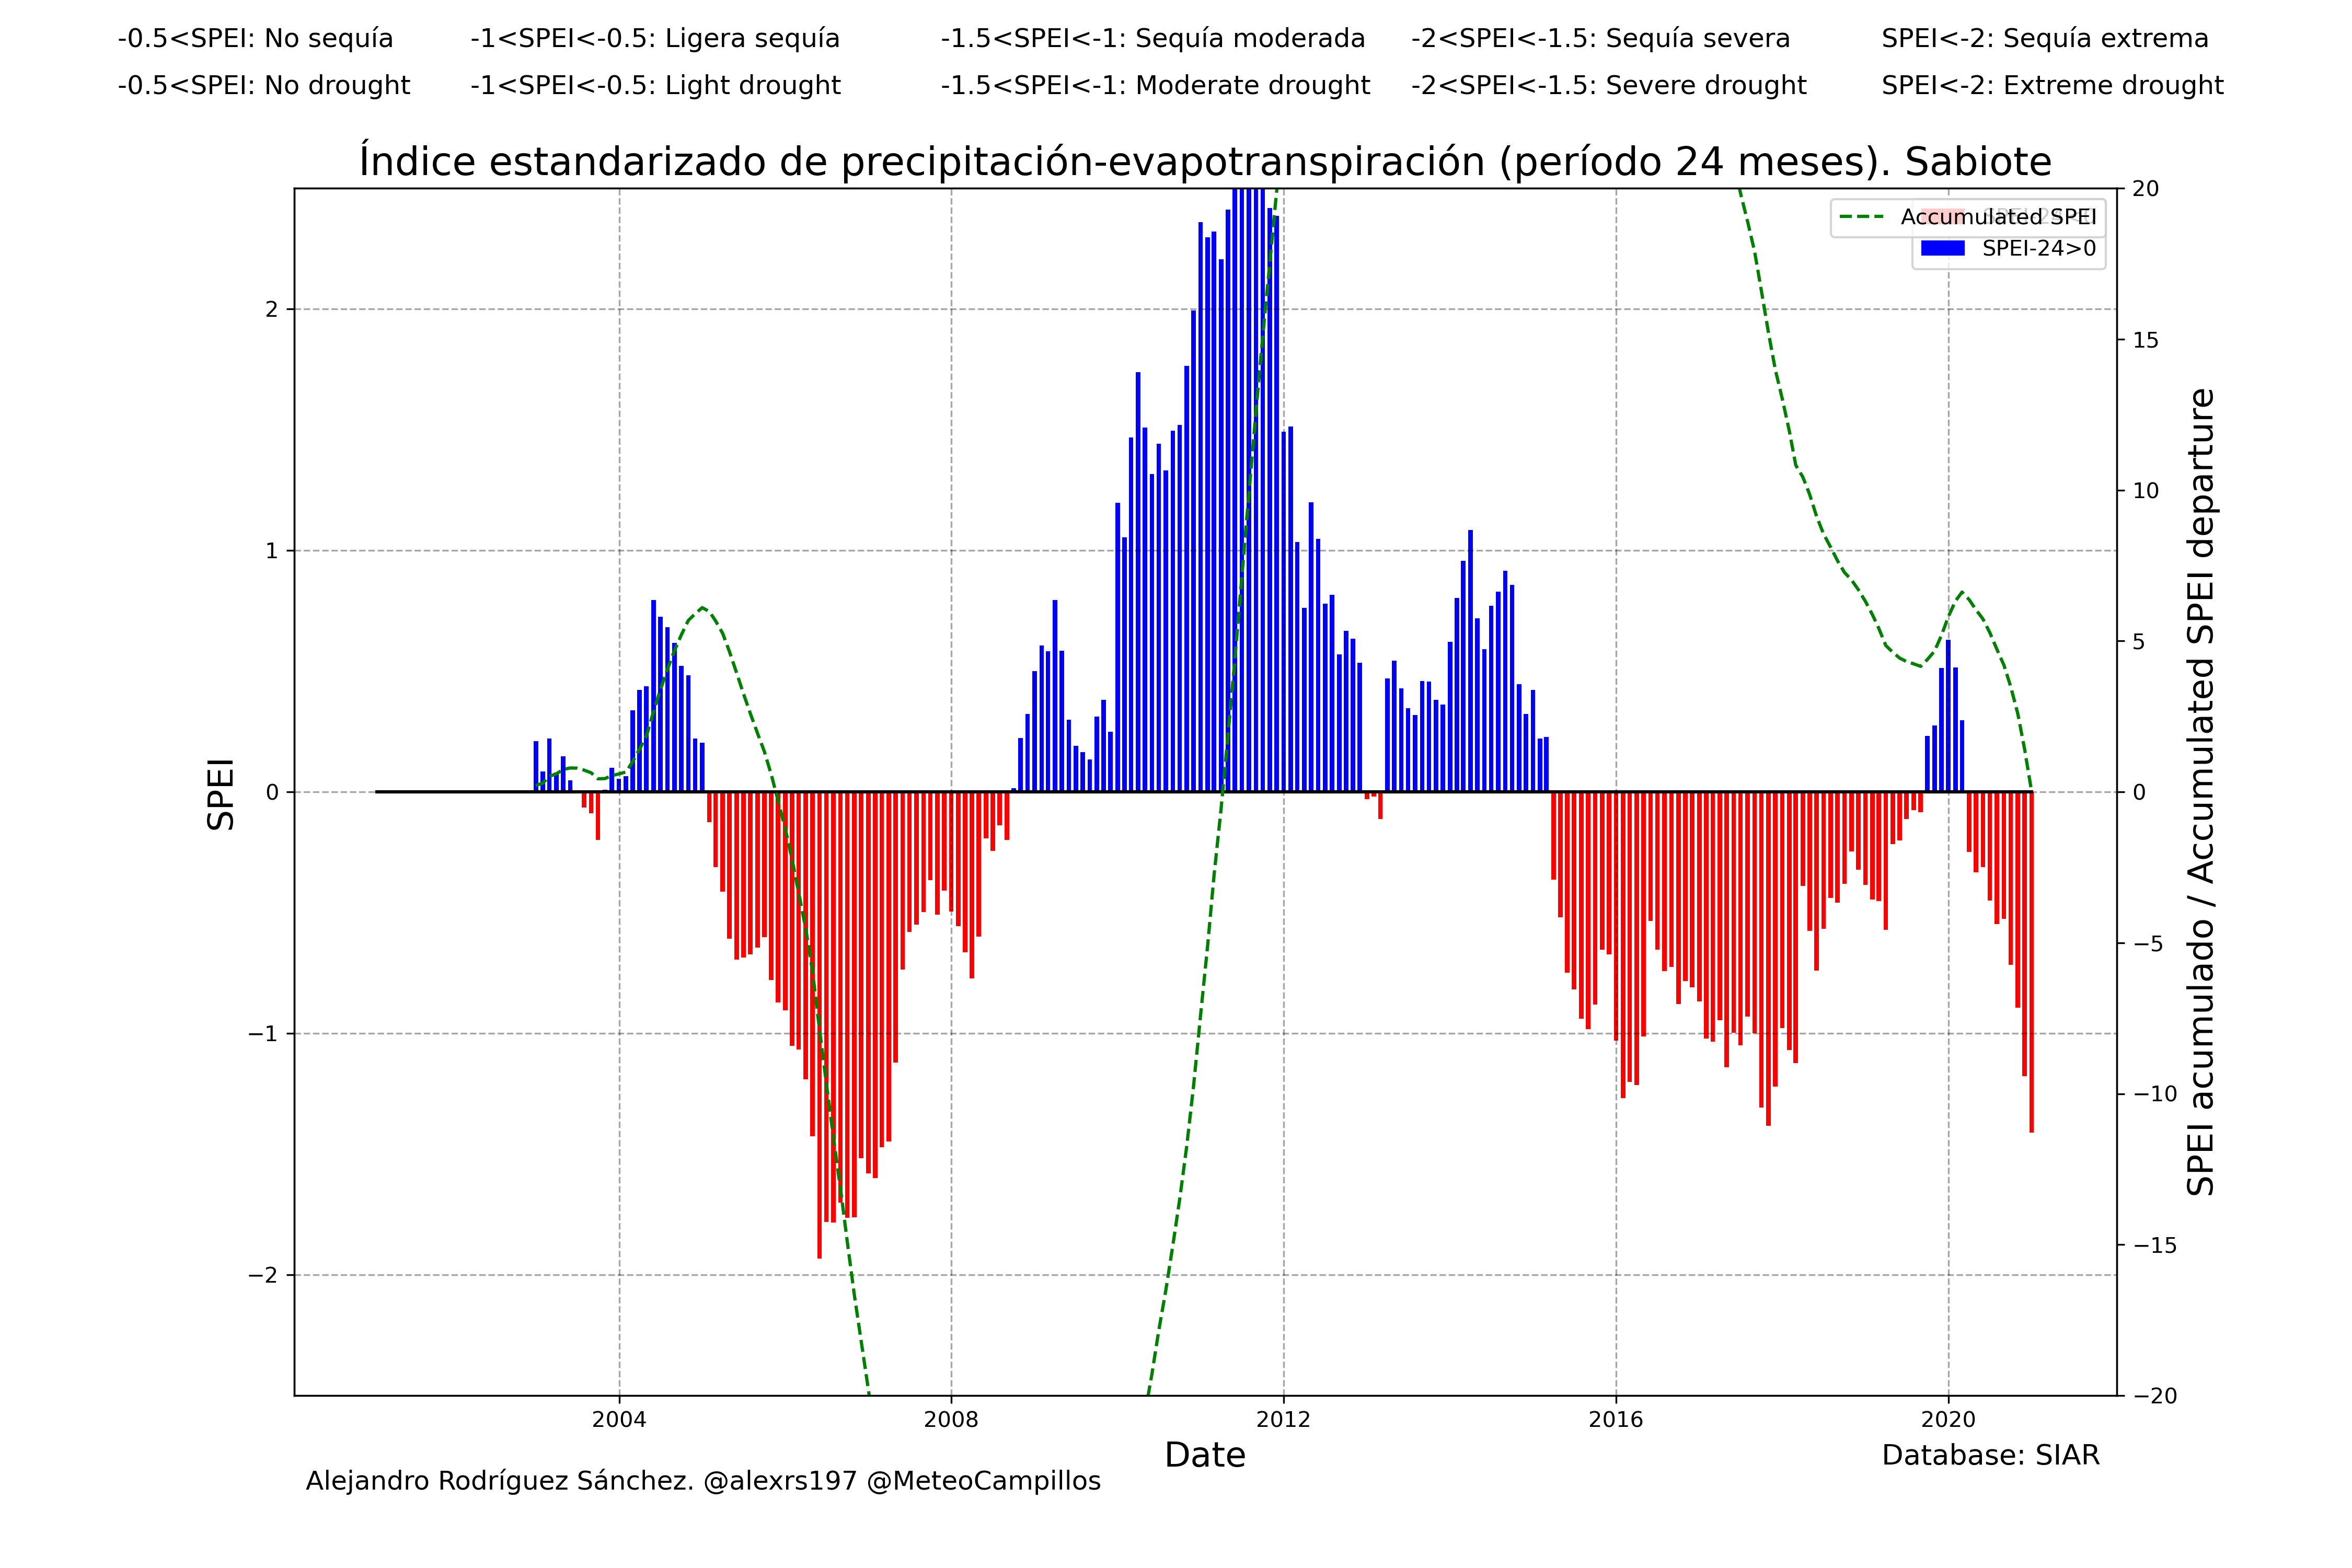 -0.5<SPEI: No sequía -1<SPEI<-0.5: Ligera sequía -1.5<SPEI<-1: Sequía moderada -2<SPEI<-1.5: Sequía severa SPEI<-2: Sequía extrema
-0.5<SPEI: No drought -1<SPEI<-0.5: Light drought -1.5<SPEI<-1: Moderate drought -2<SPEI<-1.5: Severe drought SPEI<-2: Extreme drought
Índice estandarizado de precipitación-evapotranspiración (período 24 meses). Sabiote
Accumulated SPEI
SPEI-24>0
SPEI
2
1
0
−1
−2
20
15
10
5
0
−5
−10
−15
−20
SPEI acumulado / Accumulated SPEI departure
2004 2008 2012 2016 2020
Date
Database: SIAR
Alejandro Rodríguez Sánchez. @alexrs197 @MeteoCampillos